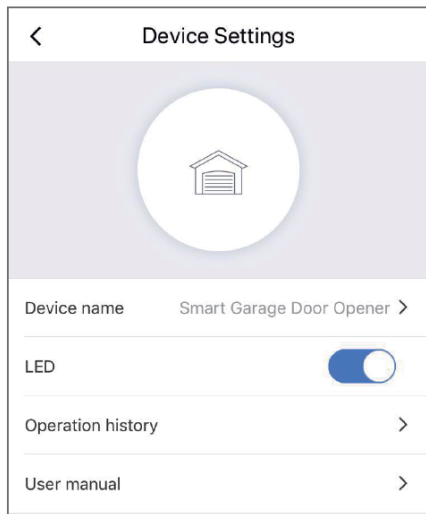 Device Settings
Device name Smart Garage Door Opener
LED
Operation history
User manual